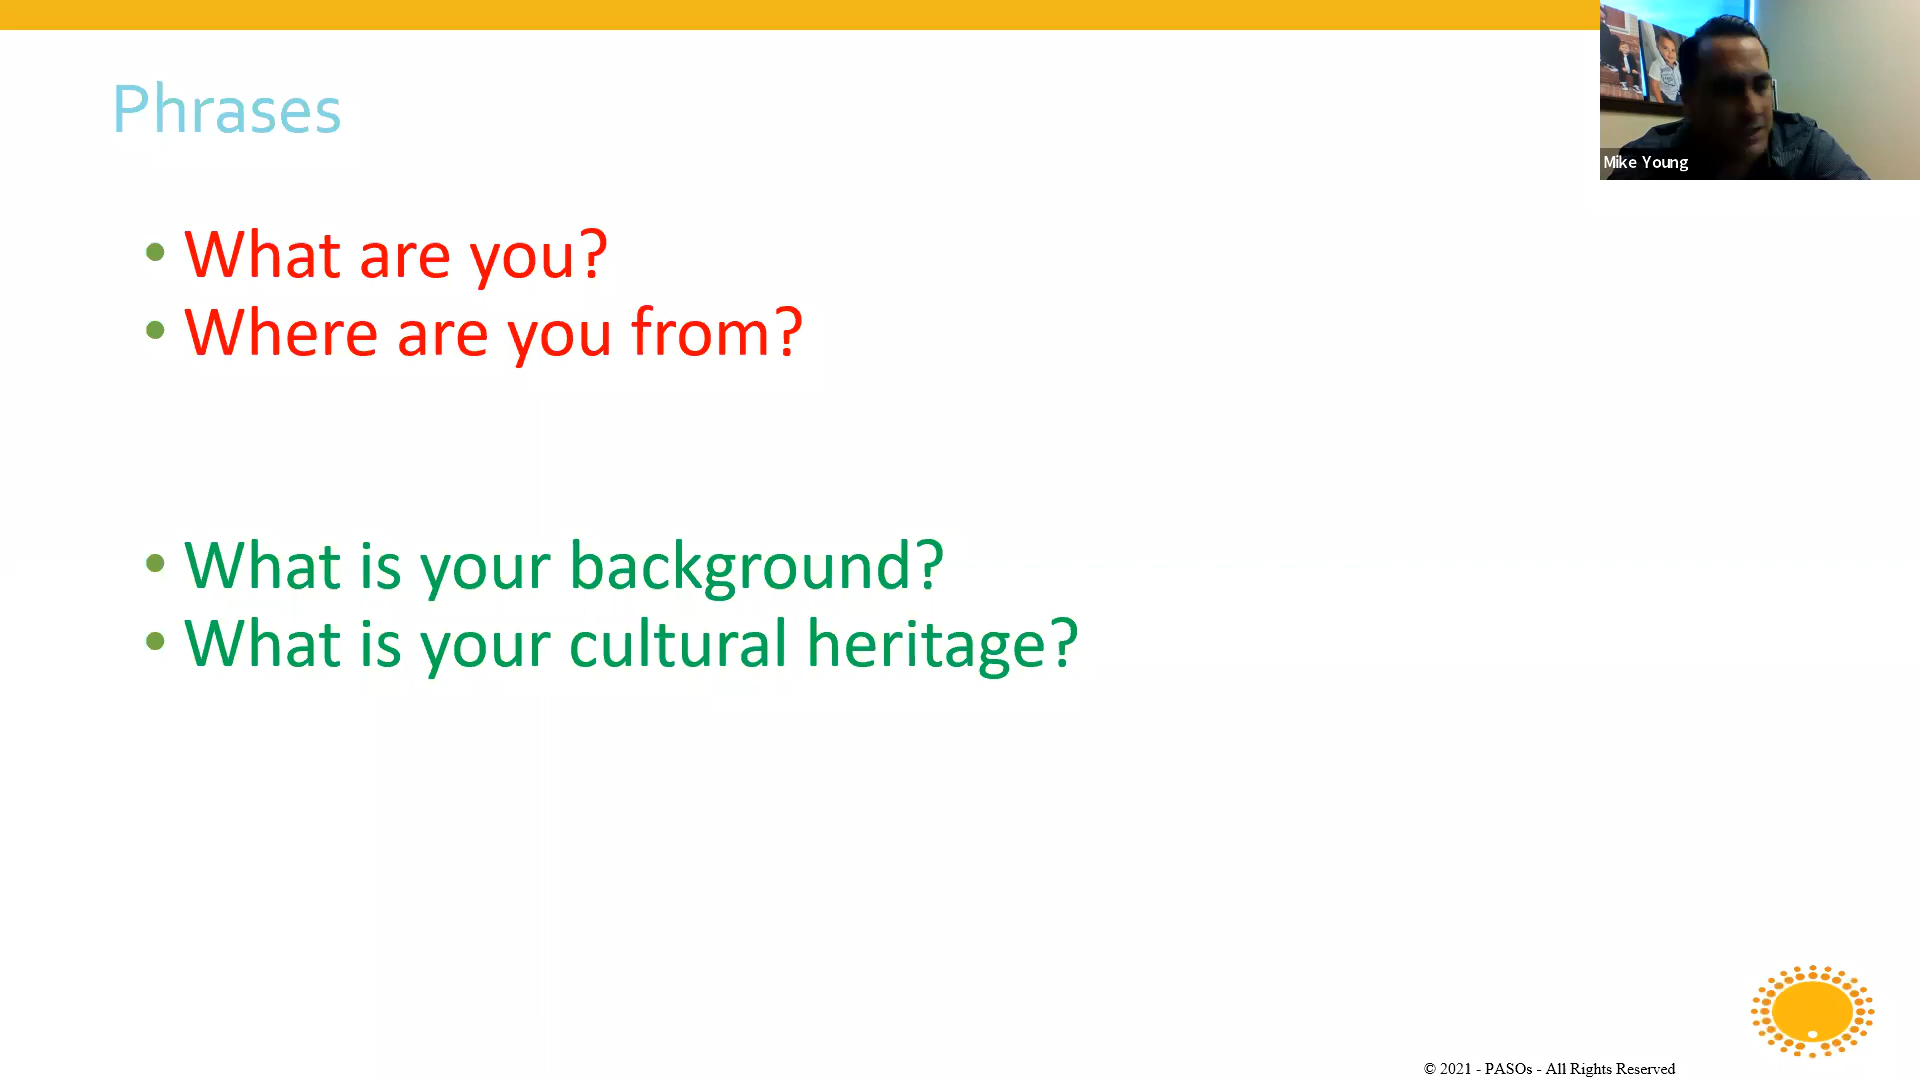 Phrases
Mike Young
• What are you?
• Where are you from?
• What is your background?
• What is your cultural heritage?
© 2021 - PASOs - All Rights Reserved